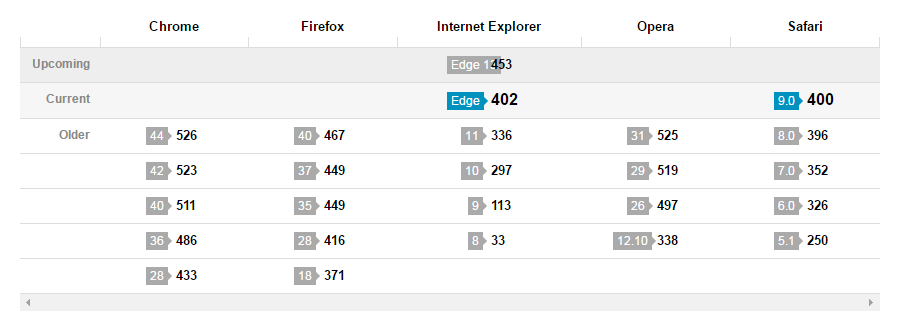 Chrome Firefox Internet Explorer Opera Safari
Upcoming Edge 453
Current Edge 402 9.0 400
Older 44 526 40 467 11 336 31 525 8.0 396
42 523 37 449 10 297 29 519 7.0 352
40 511 35 449 9 113 26 497 6.0 326
36 486 28 416 8 33 12.10 338 5.1 250
28 433 18 371